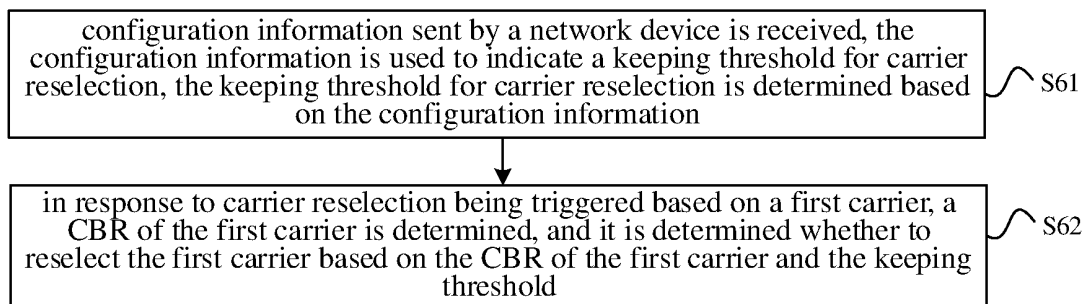 configuration information sent by a network device is received, the
configuration information is used to indicate a keeping threshold for carrier
reselection, the keeping threshold for carrier reselection is determined based
on the configuration information
S61
in response to carrier reselection being triggered based on a first carrier, a
CBR of the first carrier is determined, and it is determined whether to
reselect the first carrier based on the CBR of the first carrier and the keeping
threshold
S62